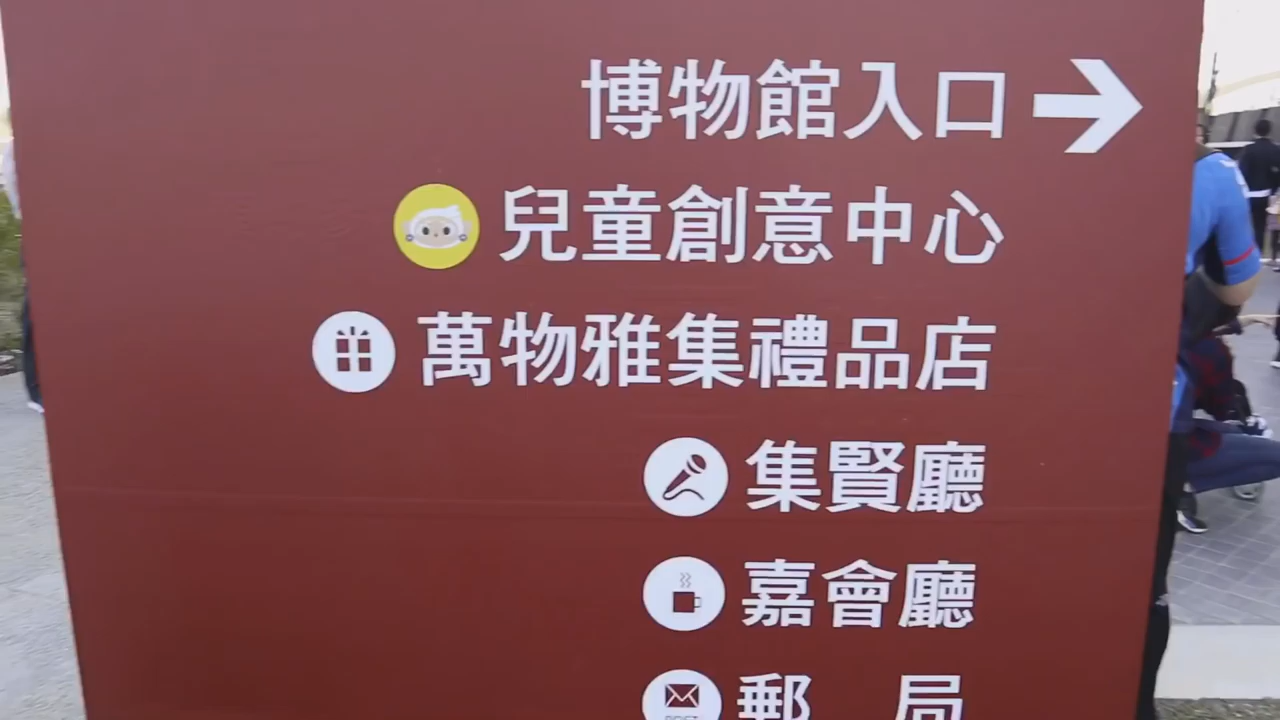 博物館入口
兒童創意中心
萬物雅集禮品店
集賢廳
嘉會廳
郵 局